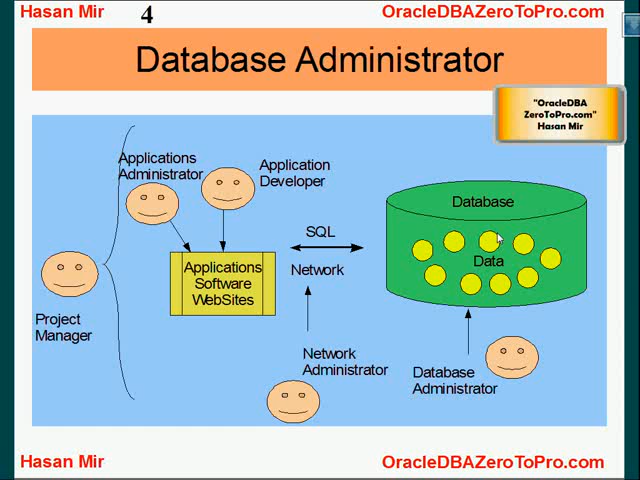 Hasan Mir
4
OracleDBAZeroToPro.com
Database Administrator
"OracleDBA
ZeroToPro.com"
Hasan Mir
Applications
Administrator
Application
Developer
Database
SQL
Data
Applications
Software
WebSites
Network
Project
Manager
Network
Administrator
Database
Administrator
Hasan Mir
OracleDBAZeroToPro.com